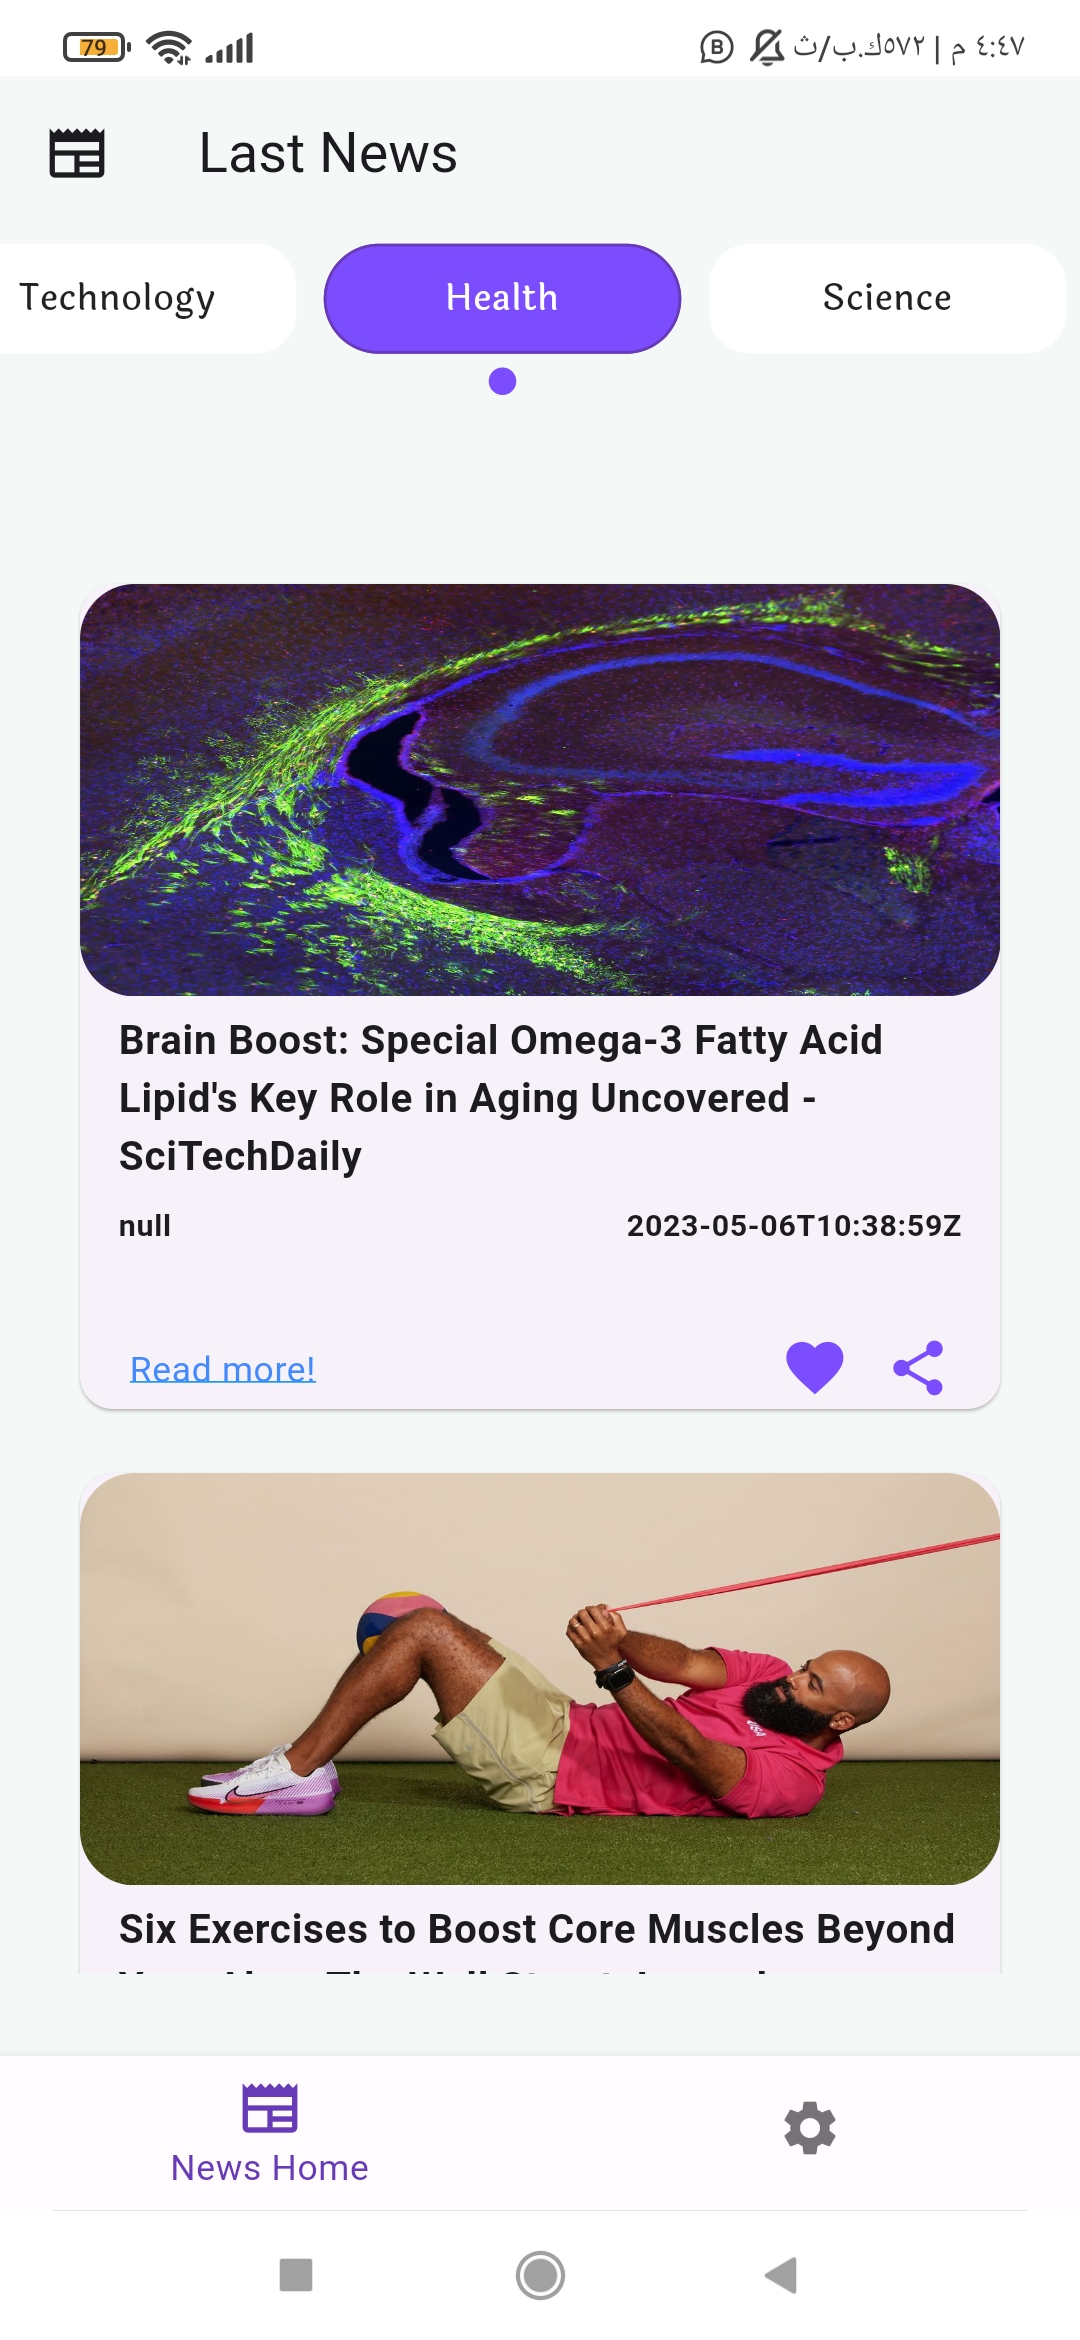 79
٤:٤٧ م | ٥٧٢ك.ب/ث
Last News
Technology
Health
Science
Brain Boost: Special Omega-3 Fatty Acid
Lipid's Key Role in Aging Uncovered -
SciTechDaily
null
2023-05-06T10:38:59Z
Read more!
Six Exercises to Boost Core Muscles Beyond
News Home